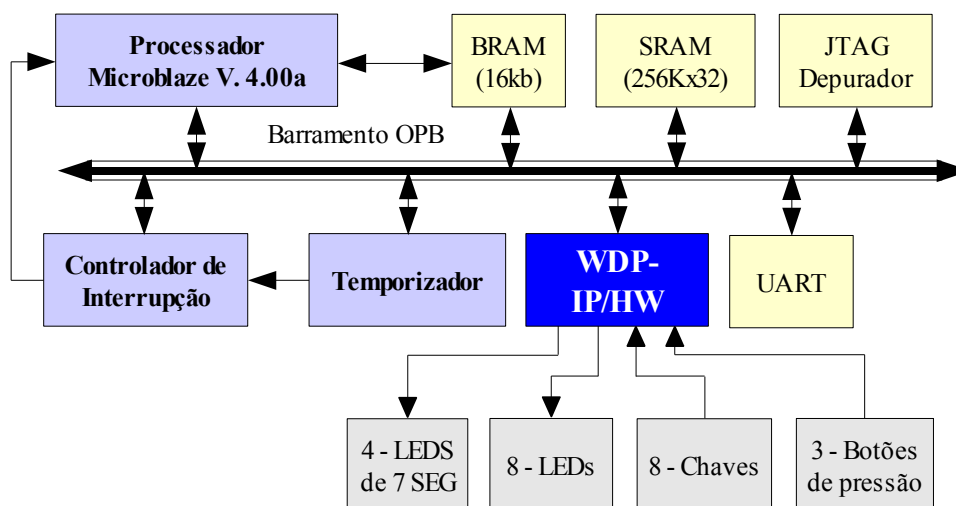 Processador
Microblaze V. 4.00a
BRAM
(16kb)
SRAM
(256Kx32)
JTAG
Depurador
Barramento OPB
Controlador de
Interrupção
Temporizador
WDP-
IP/HW
UART
4 - LEDS
de 7 SEG
8 - LEDs
8 - Chaves
3 - Botões
de pressão